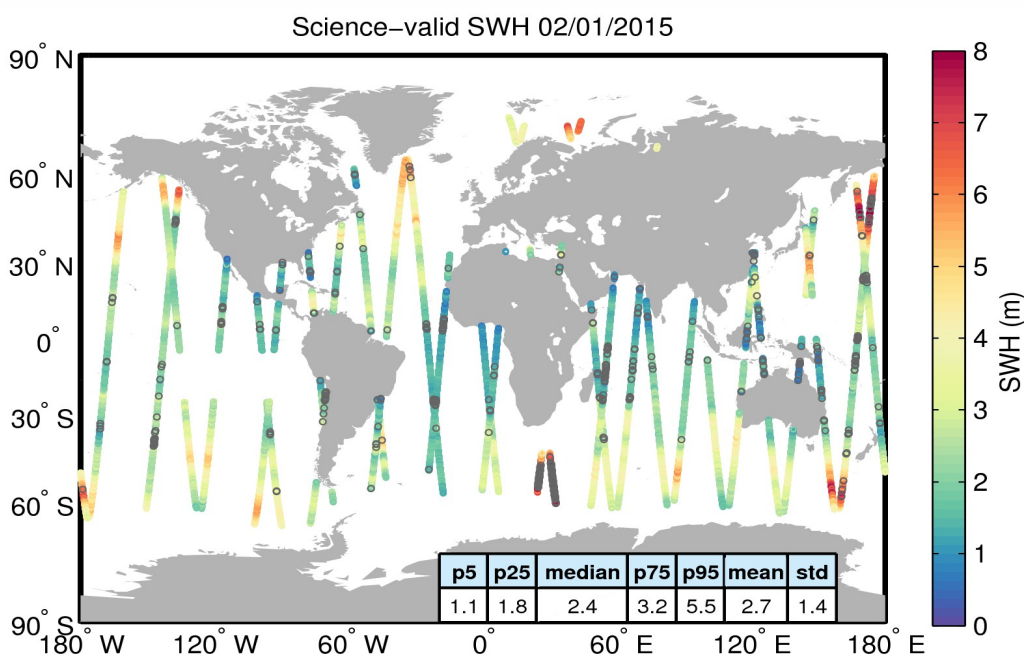 Science−valid SWH 02/01/2015
90° N
60° N
30° N
0°
30° S
60° S
90° S
180° W
120° W
60° W
0°
60° E
120° E
180° E
p5 p25 median p75 p95 mean std
1.1 1.8 2.4 3.2 5.5 2.7 1.4
8
7
6
5
4
3
2
1
0
SWH (m)